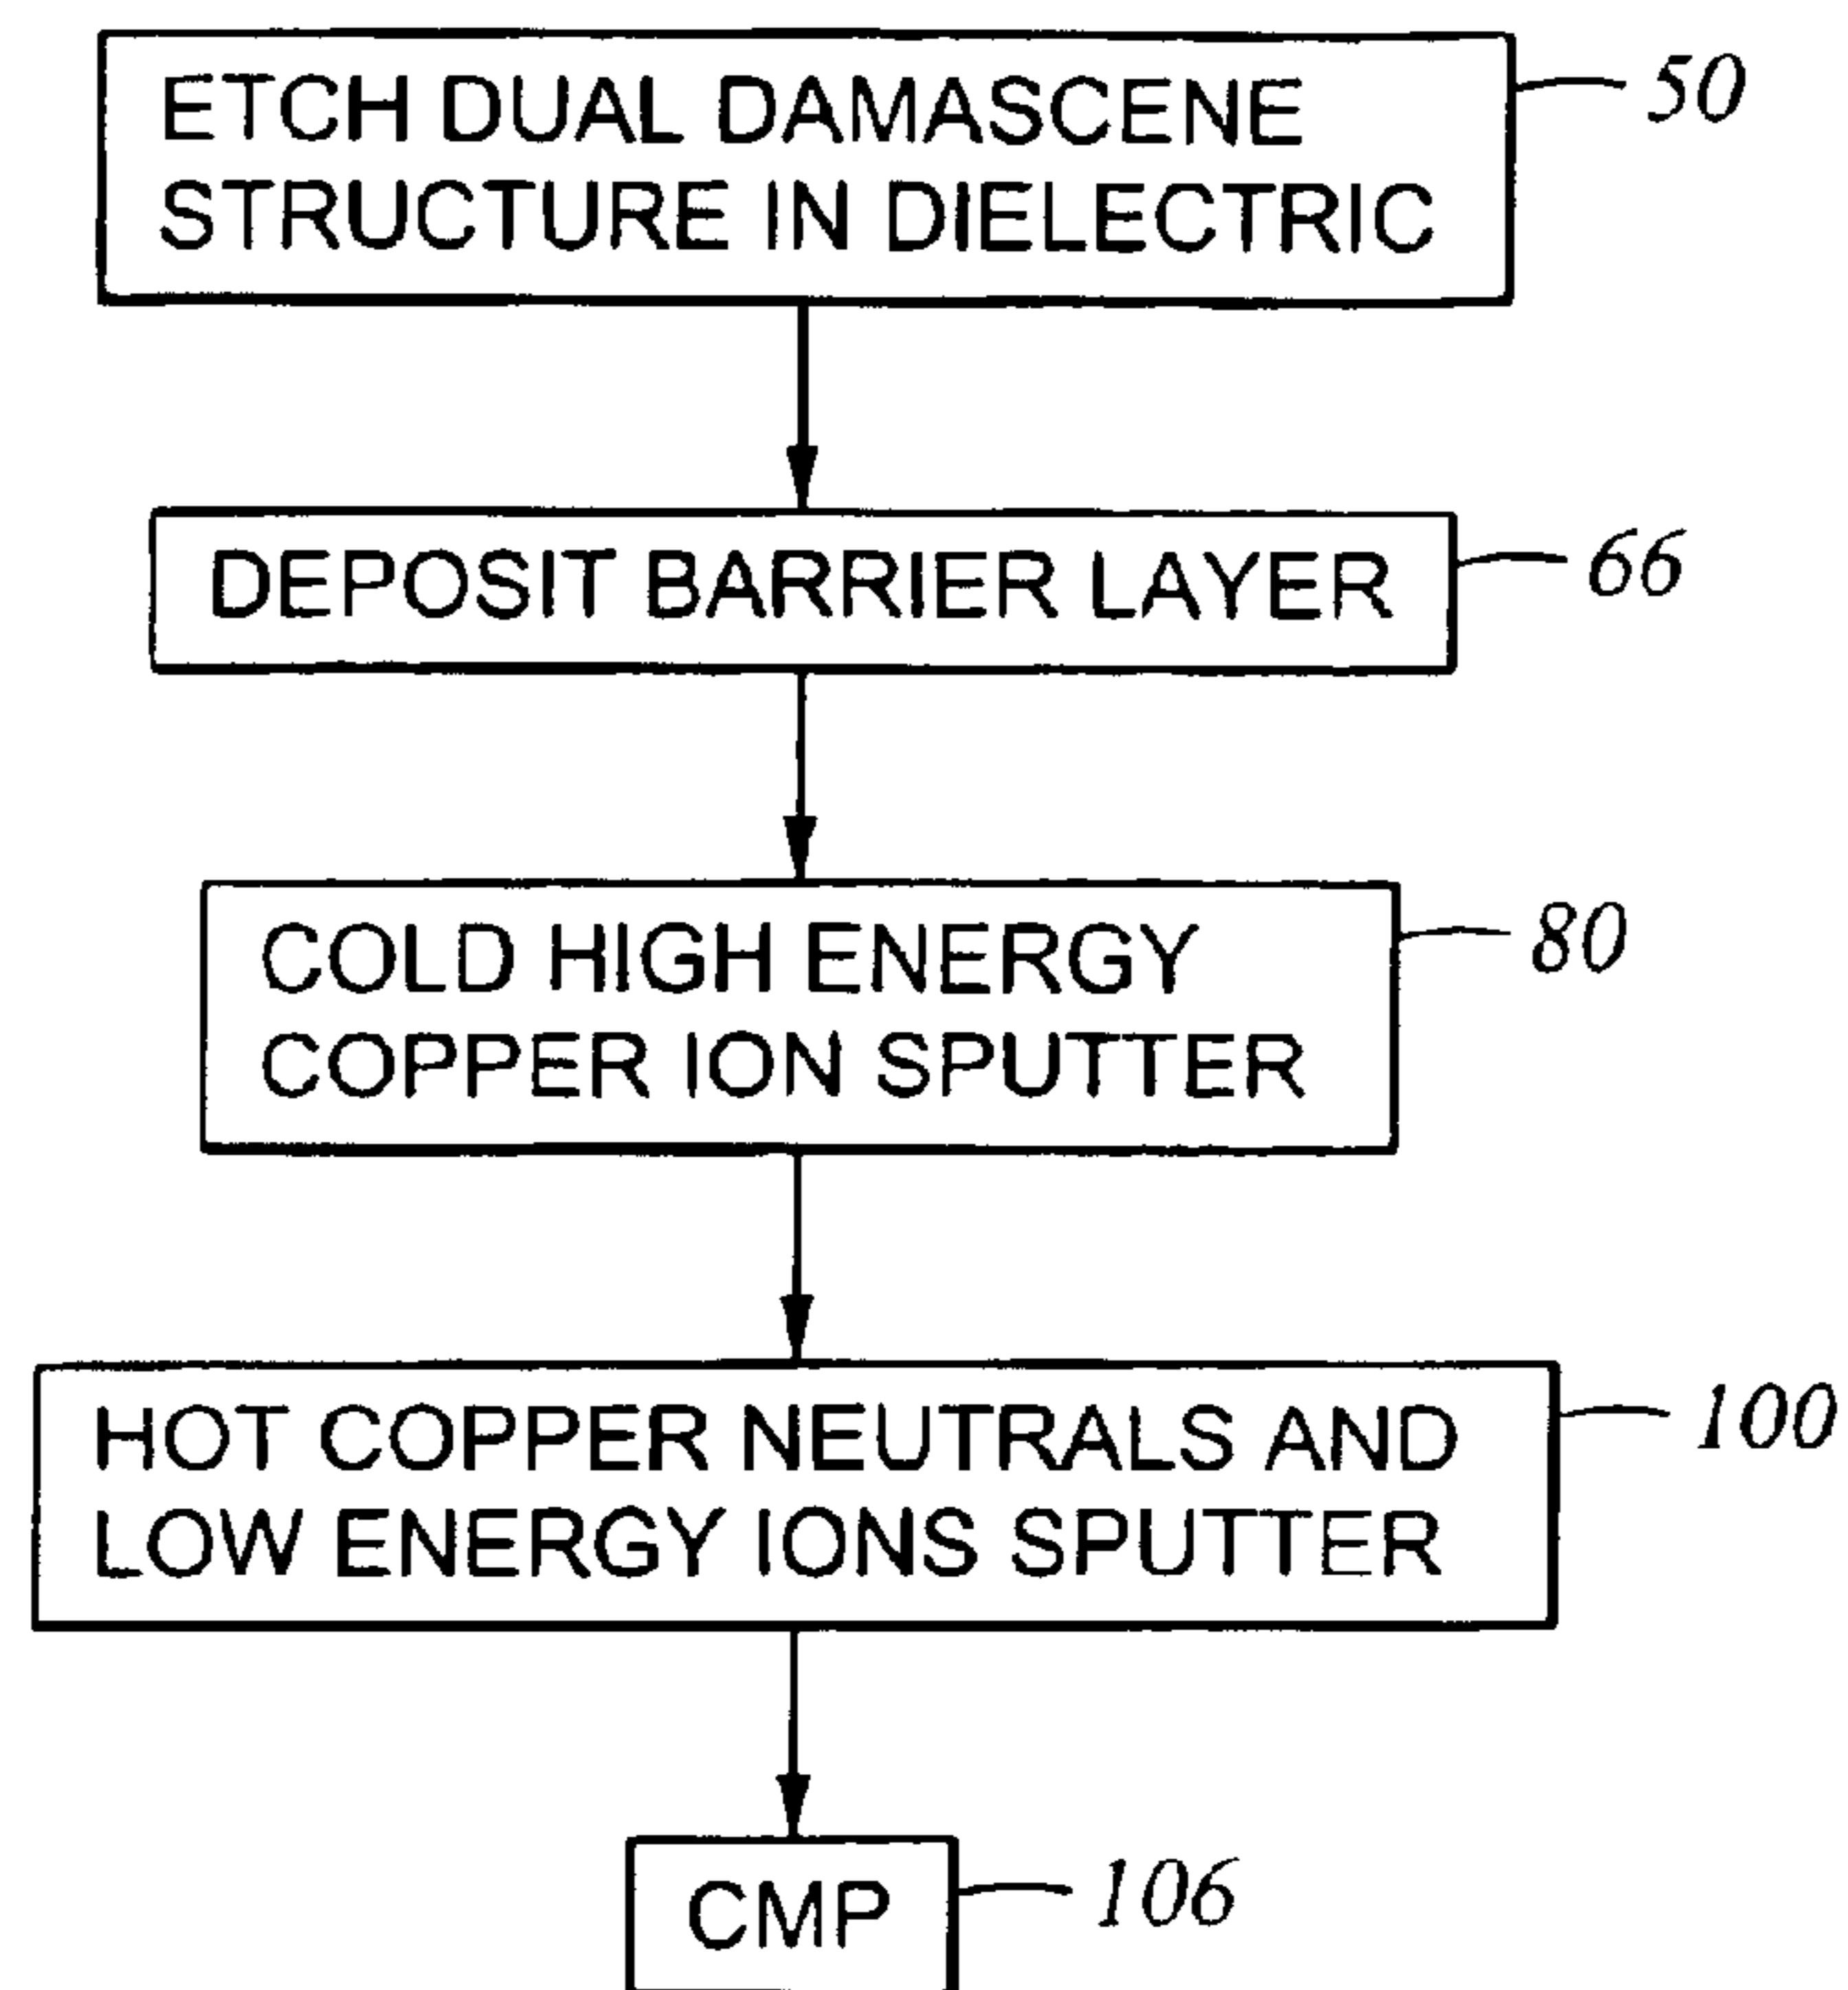 ETCH DUAL DAMASCENE
STRUCTURE IN DIELECTRIC
50
DEPOSIT BARRIER LAYER
66
COLD HIGH ENERGY
COPPER ION SPUTTER
80
HOT COPPER NEUTRALS AND
LOW ENERGY IONS SPUTTER
100
CMP
106